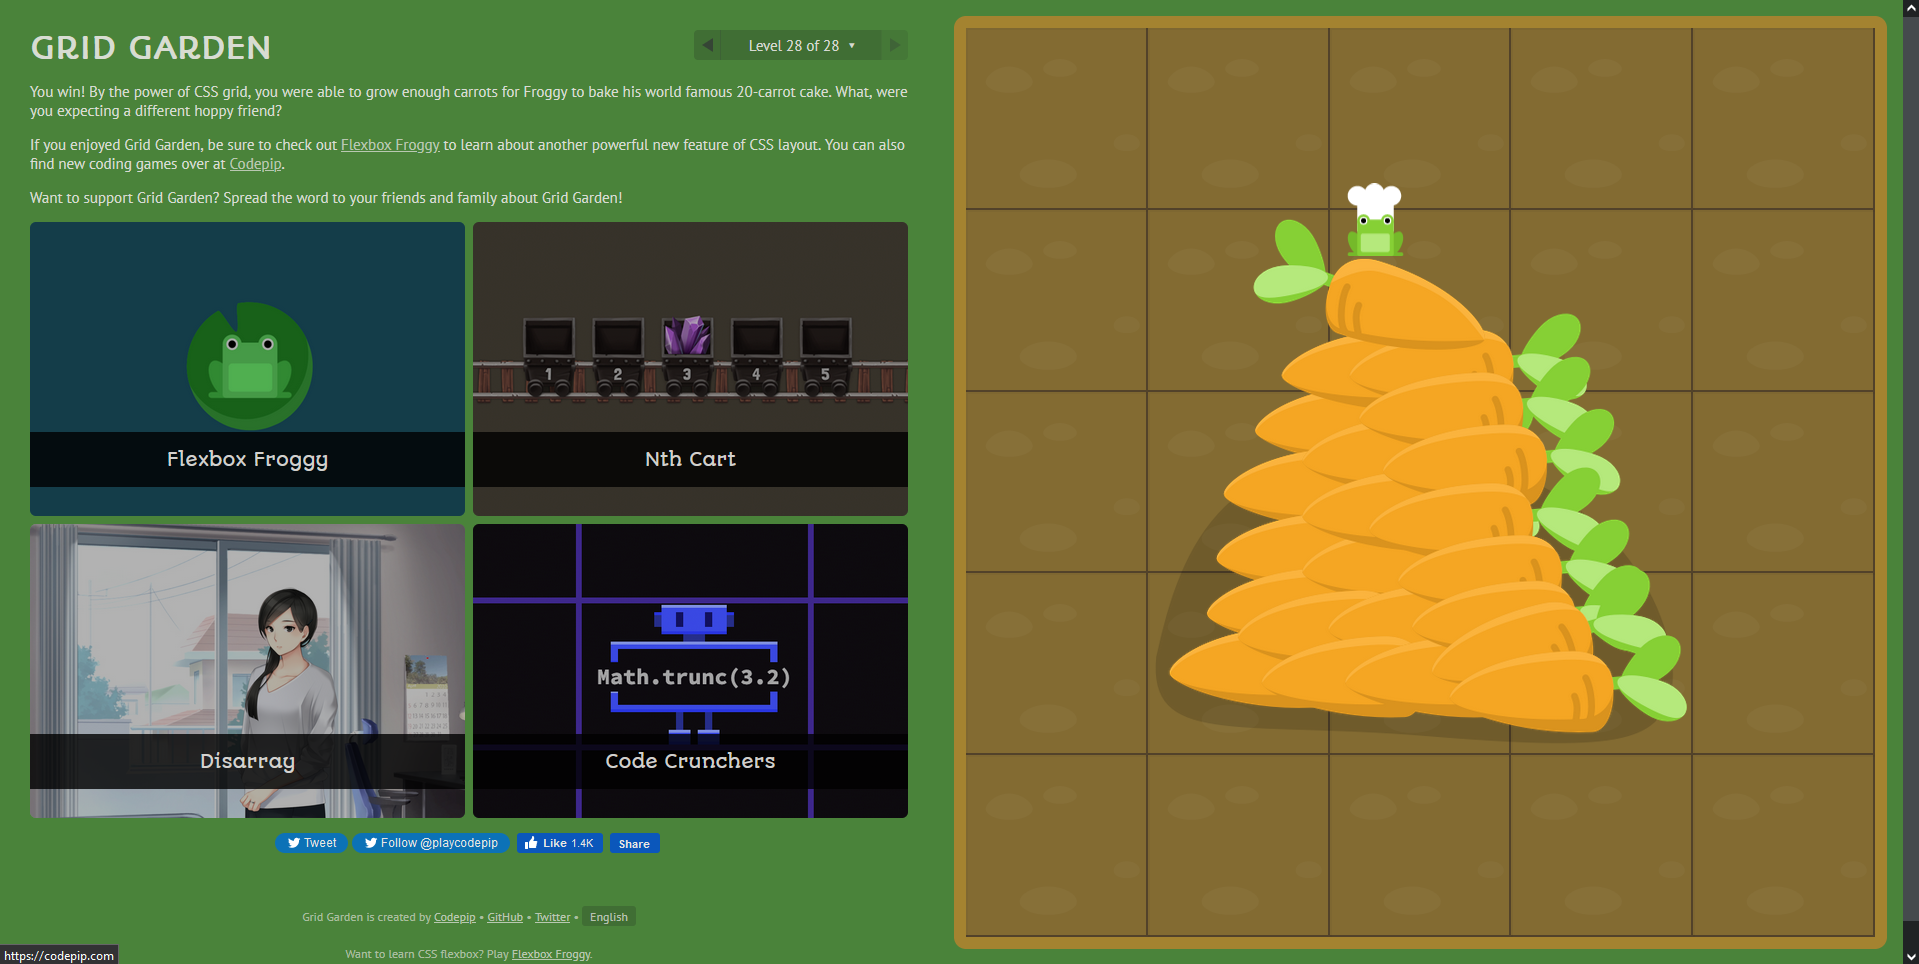 GRID GARDEN
Level 28 of 28
You win! By the power of CSS grid, you were able to grow enough carrots for Froggy to bake his world famous 20-carrot cake. What, were
you expecting a different hoppy friend?
If you enjoyed Grid Garden, be sure to check out Flexbox Froggy to learn about another powerful new feature of CSS layout. You can also
find new coding games over at Codepip.
Want to support Grid Garden? Spread the word to your friends and family about Grid Garden!
1 2 3 4 5
Flexbox Froggy
Nth Cart
Math.trunc(3.2)
Disarray
Code Crunchers
Tweet
Follow @playcodepip
Like 1.4K
Share
Grid Garden is created by Codepip • GitHub • Twitter • English
https://codepip.com
Want to learn CSS flexbox? Play Flexbox Froggy.